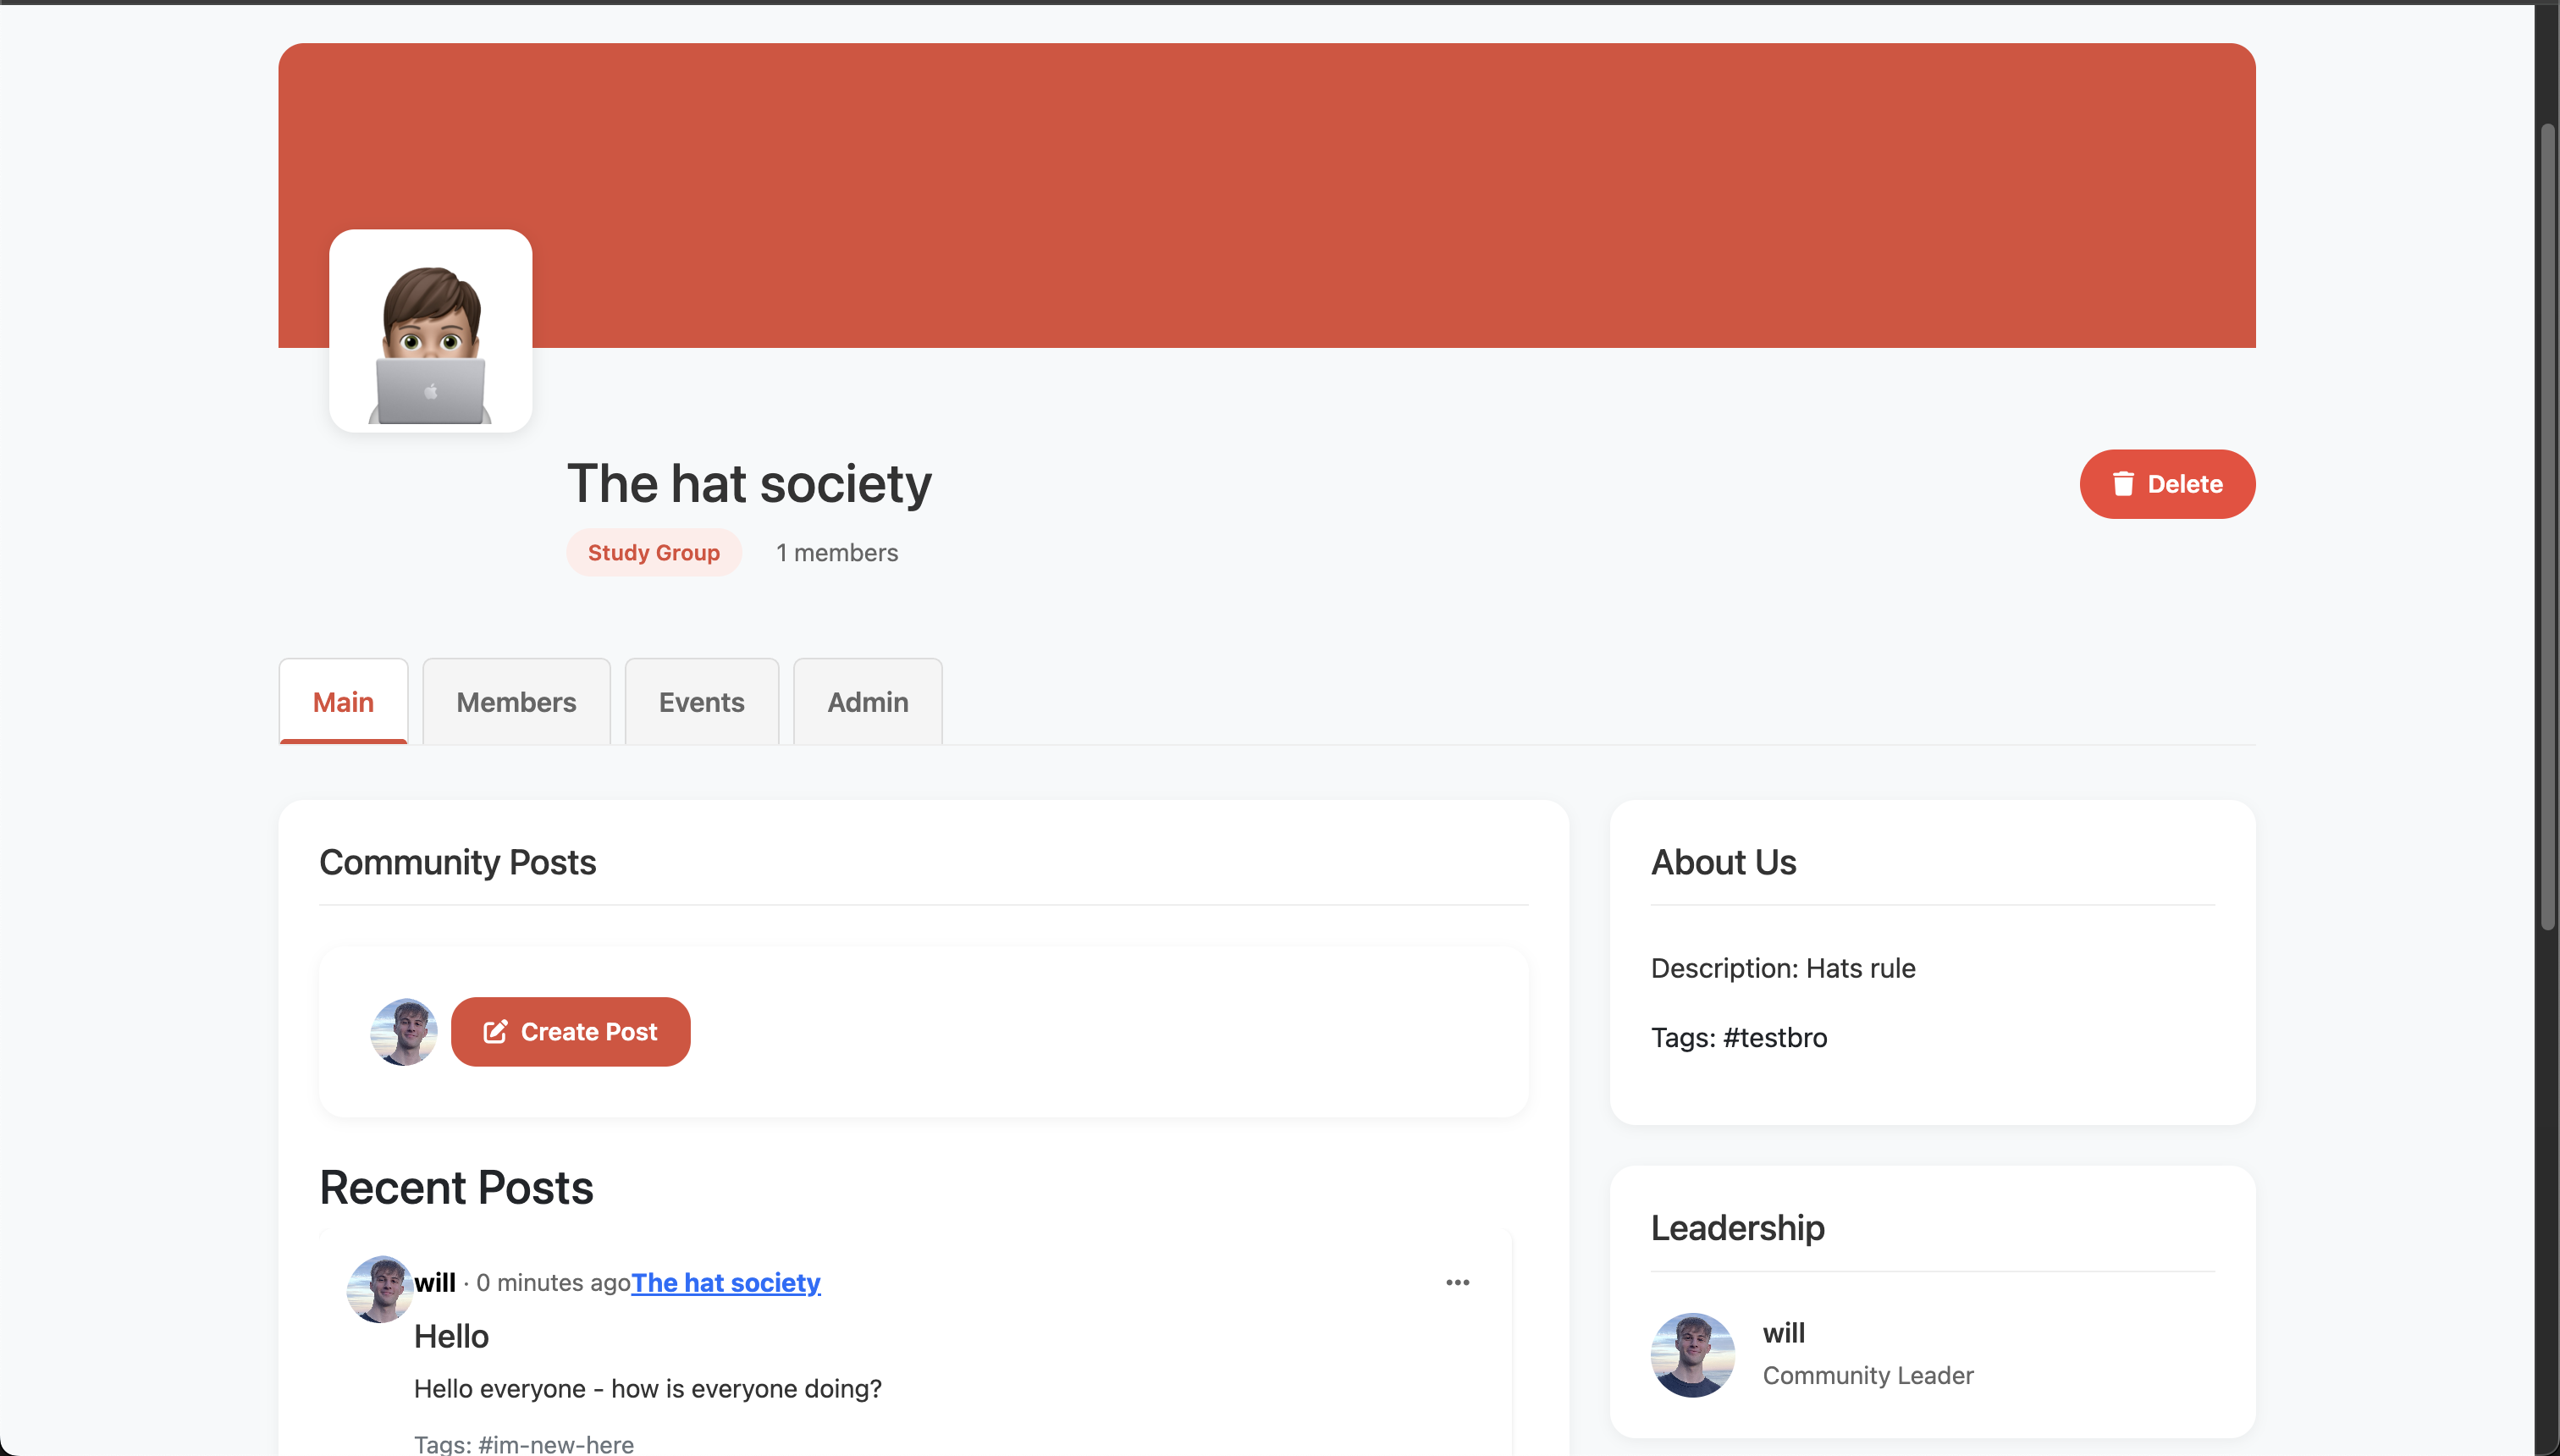 The hat society
Delete
Study Group
1 members
Main
Members
Events
Admin
Community Posts
Create Post
Recent Posts
will · 0 minutes agoThe hat society
•••
Hello
Hello everyone - how is everyone doing?
Tags: #im-new-here
About Us
Description: Hats rule
Tags: #testbro
Leadership
will
Community Leader